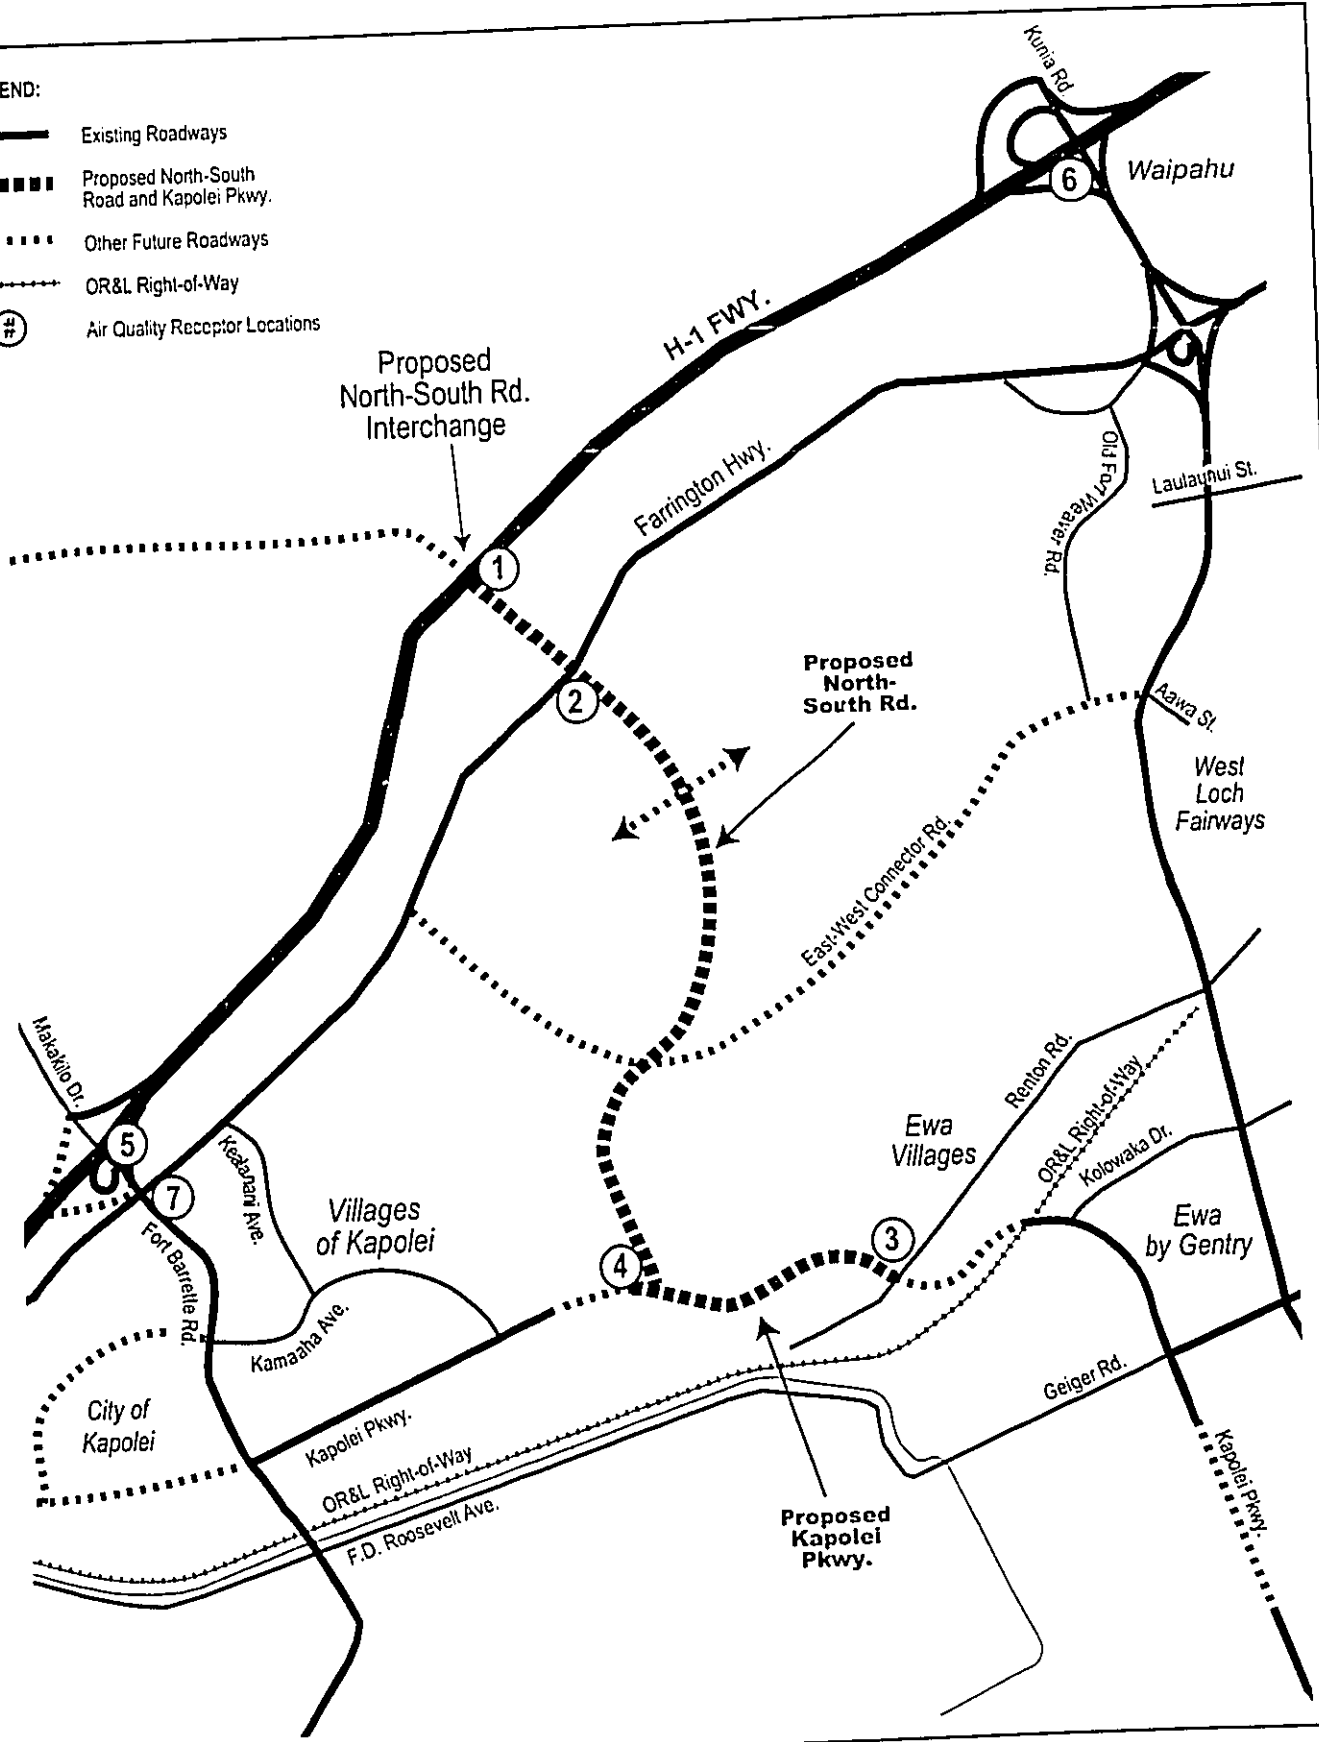 END:
Existing Roadways
Proposed North-South
Road and Kapolei Pkwy.
Other Future Roadways
OR&L Right-of-Way
#
Air Quality Receptor Locations
Kunia Rd.
6
Waipahu
H-1 FWY.
Proposed
North-South Rd.
Interchange
Farrington Hwy.
Old Fort Weaver Rd.
Laulaunui St.
1
2
Proposed
North-
South Rd.
Aawa St.
West
Loch
Fairways
East-West Connector Rd.
Makakilo Dr.
5
7
Kealanani Ave.
Fort Barrette Rd.
Villages
of Kapolei
Kamaaha Ave.
Renton Rd.
Ewa
Villages
OR&L Right-of-Way
Kolowaka Dr.
Ewa
by Gentry
3
4
City of
Kapolei
Kapolei Pkwy.
OR&L Right-of-Way
F.D. Roosevelt Ave.
Geiger Rd.
Kapolei Pkwy.
Proposed
Kapolei
Pkwy.